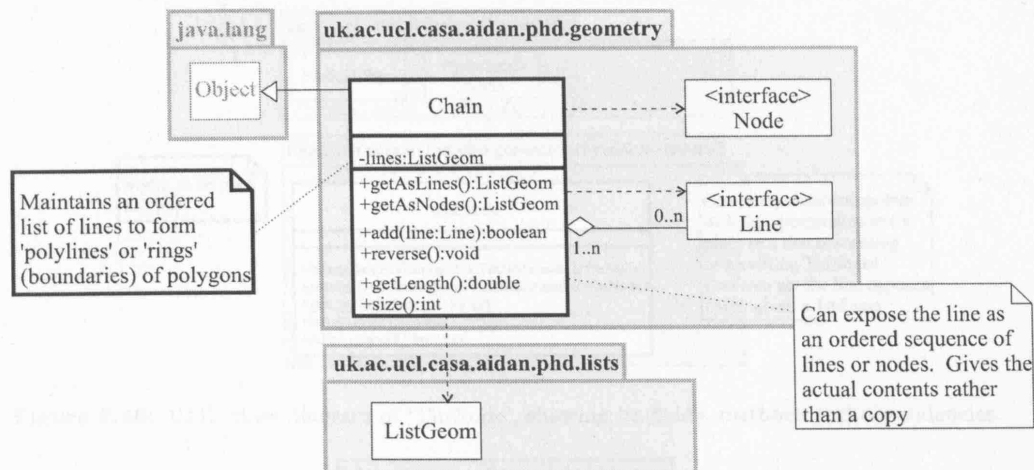 java.lang
uk.ac.ucl.casa.aidan.phd.geometry
Object
Chain
<interface>
Node
-lines:ListGeom
+getAsLines():ListGeom
+getAsNodes():ListGeom
+add(line:Line):boolean
+reverse():void
+getLength():double
+size():int
<interface>
Line
0..n
1..n
Maintains an ordered
list of lines to form
'polylines' or 'rings'
(boundaries) of polygons
Can expose the line as
an ordered sequence of
lines or nodes. Gives the
actual contents rather
than a copy
uk.ac.ucl.casa.aidan.phd.lists
ListGeom